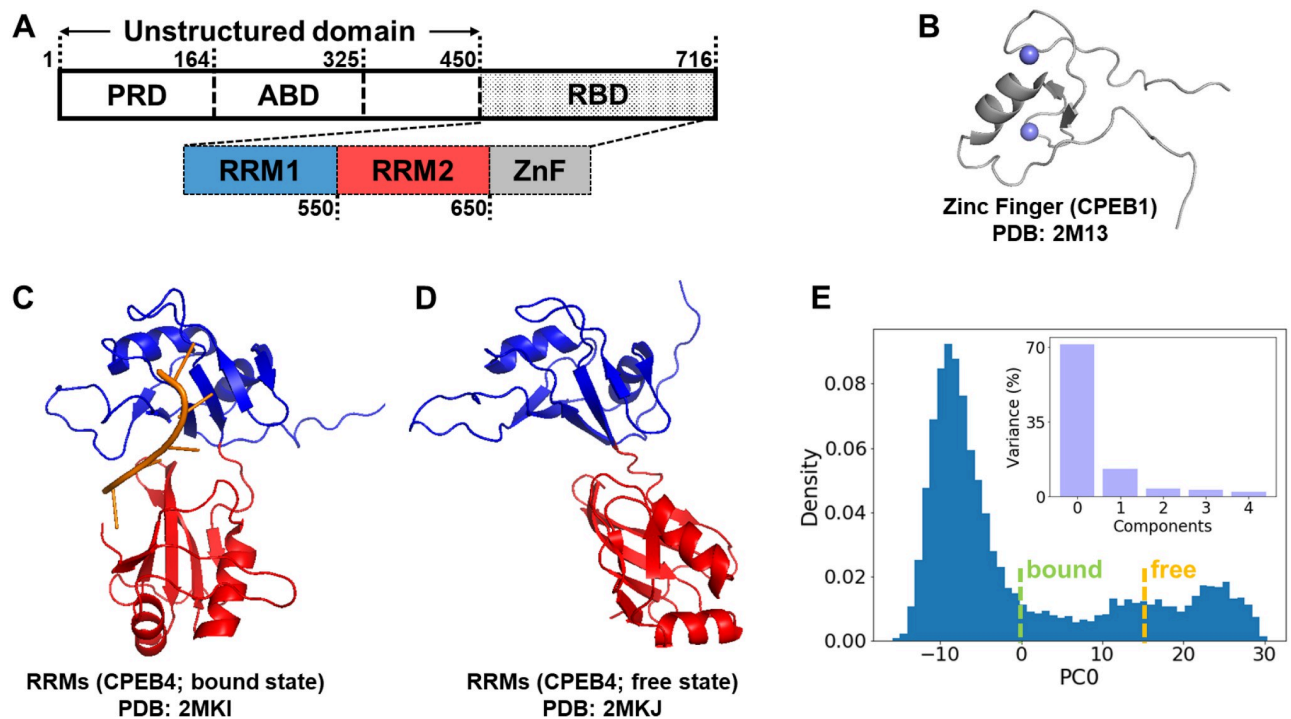 A
Unstructured domain
1 164 325 450 716
PRD ABD RBD
RRM1 RRM2 ZnF
550 650
B
Zinc Finger (CPEB1)
PDB: 2M13
C
RRMs (CPEB4; bound state)
PDB: 2MKI
D
RRMs (CPEB4; free state)
PDB: 2MKJ
E
Density
0.08
0.06
0.04
0.02
0.00
−10 0 10 20 30
PC0
bound free
Variance (%)
70
35
0
0 1 2 3 4
Components